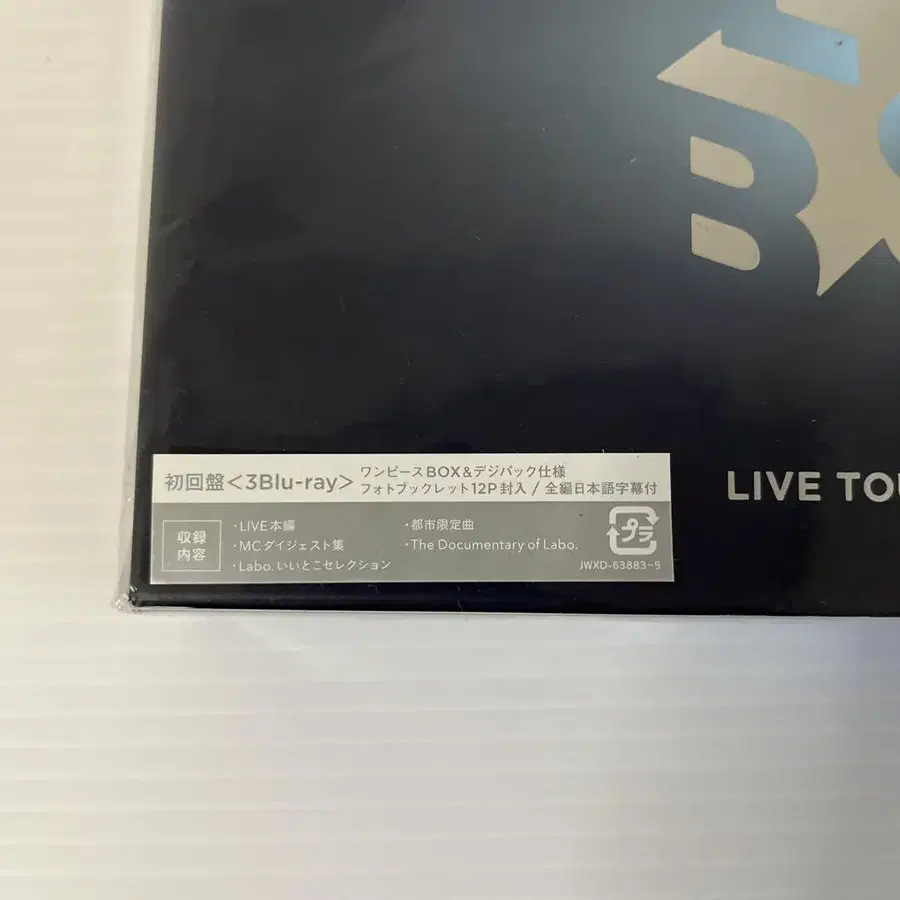 B
LIVE TOU
初回盤<3Blu-ray>
ワンピースBOX&デジパック仕様
フォトブックレット12P封入/全編日本語字幕付
収録
内容
・LIVE本編
・MCダイジェスト集
・Labo.いいとこセレクション
・都市限定曲
・The Documentary of Labo.
プラ
JWXD-63883~5